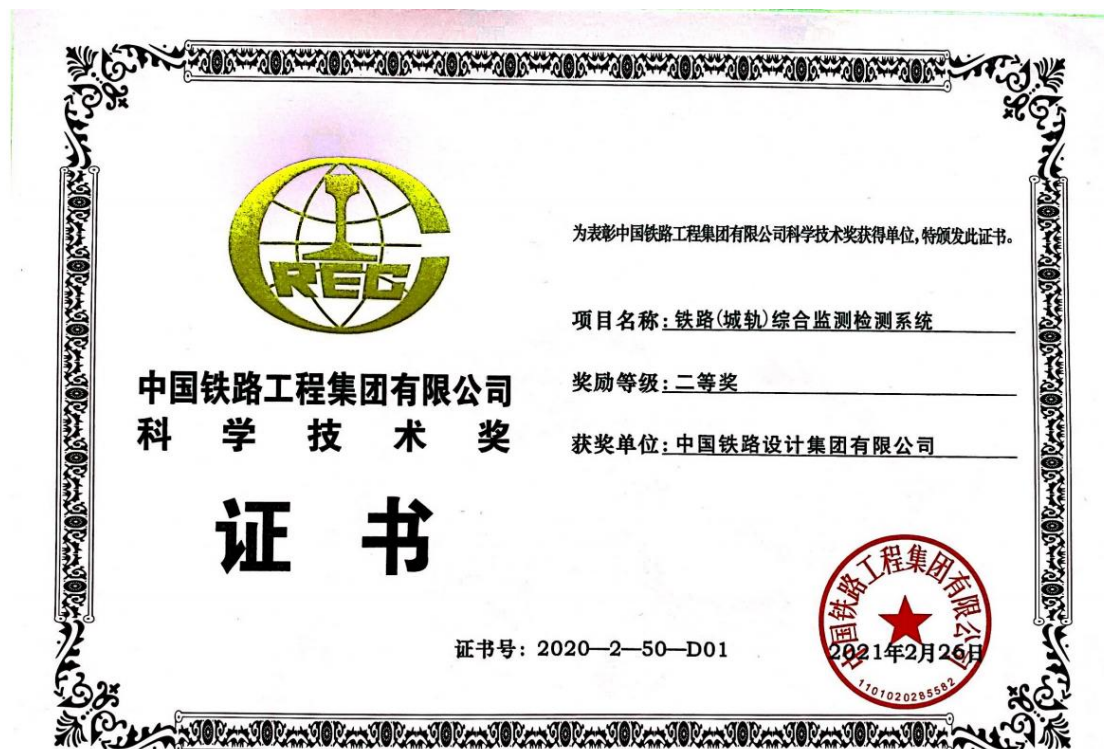 CREC
中国铁路工程集团有限公司
科学技术奖
证书
为表彰中国铁路工程集团有限公司科学技术奖获得单位,特颁发此证书。
项目名称:铁路(城轨)综合监测检测系统
奖励等级:二等奖
获奖单位:中国铁路设计集团有限公司
证书号:2020—2—50—D01
中国铁路工程集团有限公司
2021年2月26日
1101020285582